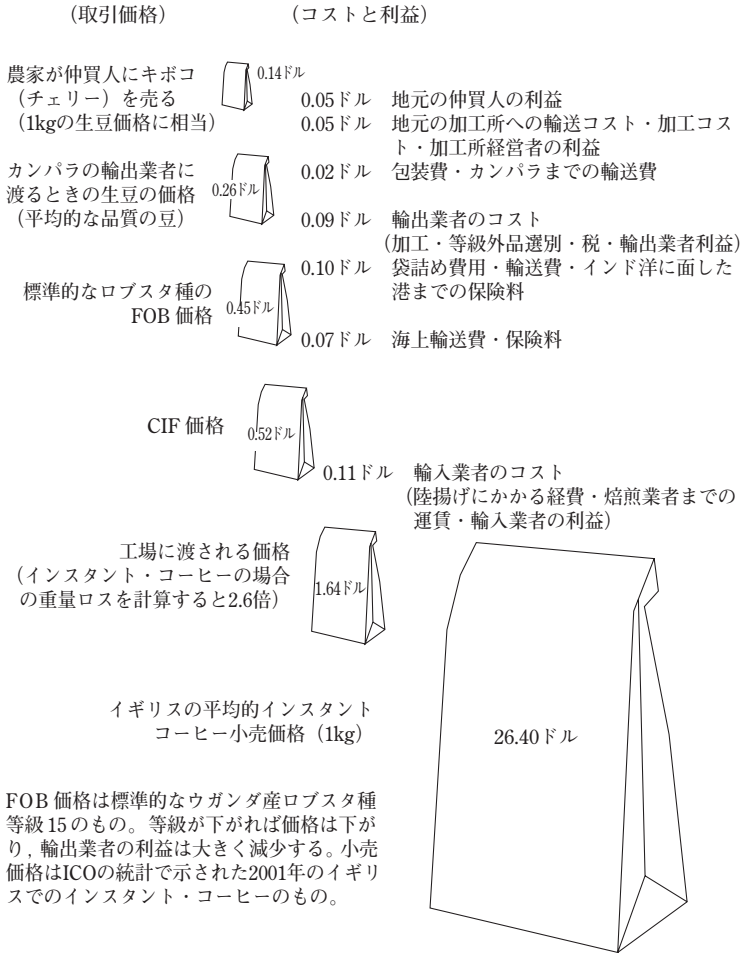 （取引価格）
（コストと利益）
農家が仲買人にキボコ
（チェリー）を売る
（1kgの生豆価格に相当）
0.14ドル
0.05ドル 地元の仲買人の利益
0.05ドル 地元の加工所への輸送コスト・加工コス
ト・加工所経営者の利益
カンパラの輸出業者に
渡るときの生豆の価格
（平均的な品質の豆）
0.26ドル
0.02ドル 包装費・カンパラまでの輸送費
0.09ドル 輸出業者のコスト
（加工・等級外品選別・税・輸出業者利益）
標準的なロブスタ種の
FOB 価格
0.45ドル
0.10ドル 袋詰め費用・輸送費・インド洋に面した
港までの保険料
0.07ドル 海上輸送費・保険料
CIF 価格
0.52ドル
0.11ドル 輸入業者のコスト
（陸揚げにかかる経費・焙煎業者までの
運賃・輸入業者の利益）
工場に渡される価格
（インスタント・コーヒーの場合
の重量ロスを計算すると2.6倍）
1.64ドル
イギリスの平均的インスタント
コーヒー小売価格（1kg）
26.40ドル
FOB 価格は標準的なウガンダ産ロブスタ種
等級 15 のもの。等級が下がれば価格は下が
り，輸出業者の利益は大きく減少する。小売
価格はICOの統計で示された2001年のイギリ
スでのインスタント・コーヒーのもの。